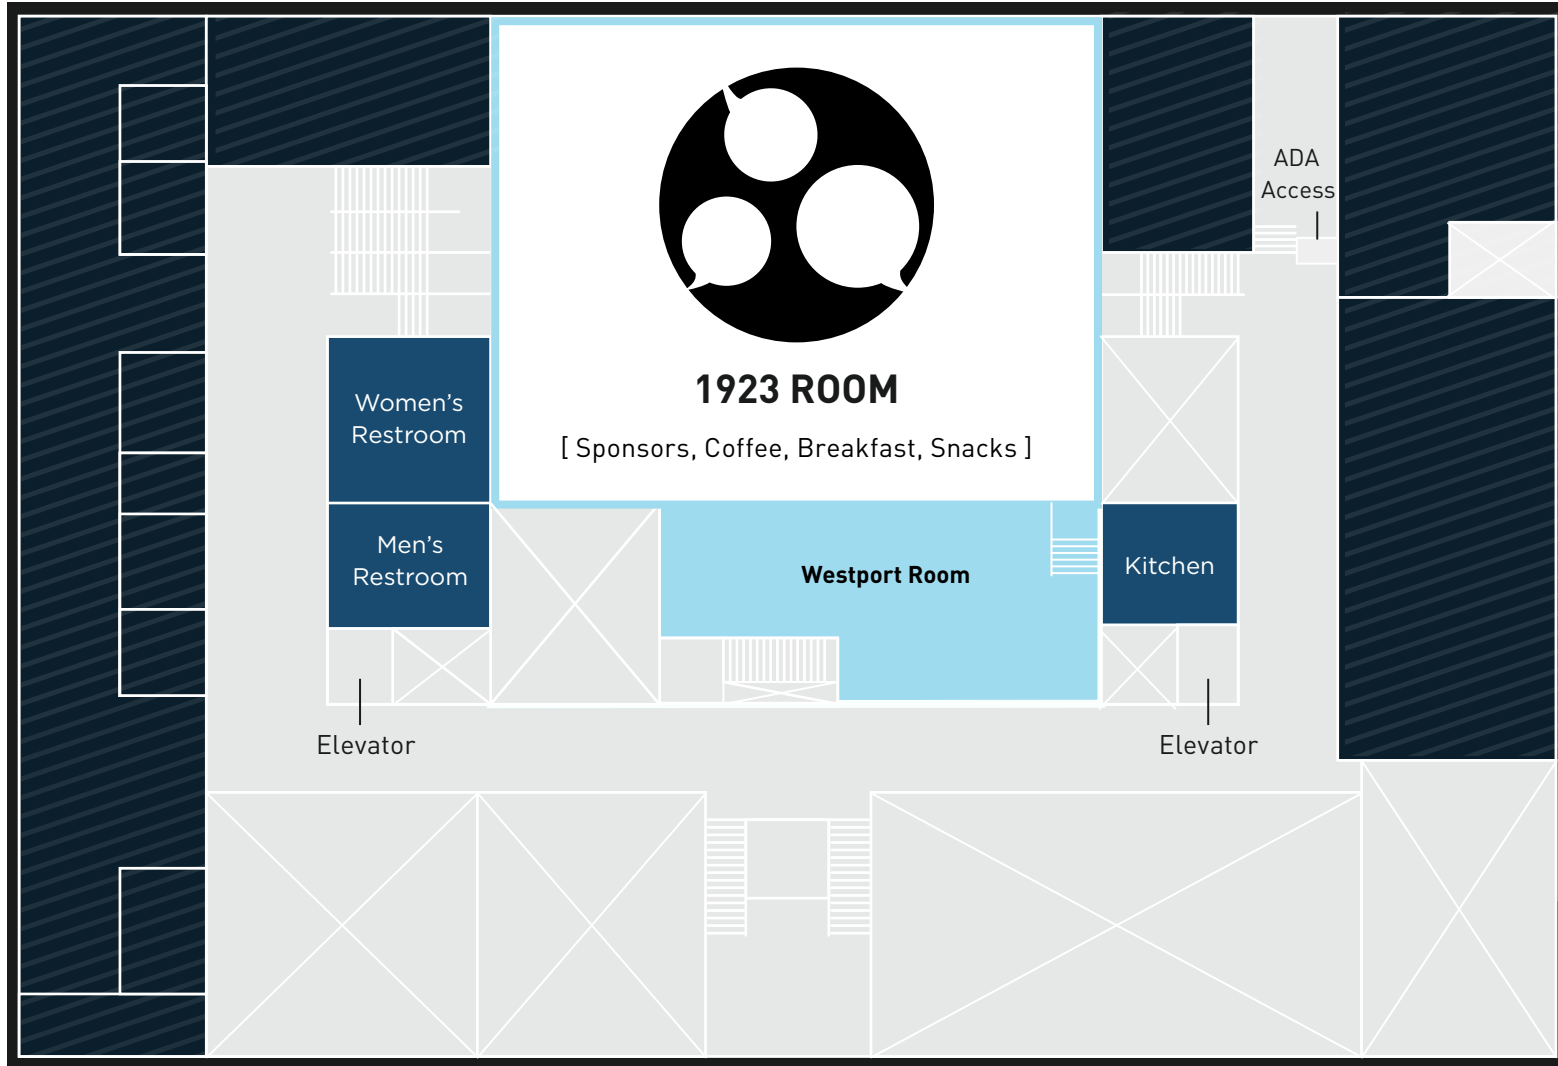 ADA
Access
1923 ROOM
[ Sponsors, Coffee, Breakfast, Snacks ]
Women’s
Restroom
Men’s
Restroom
Westport Room
Kitchen
Elevator
Elevator